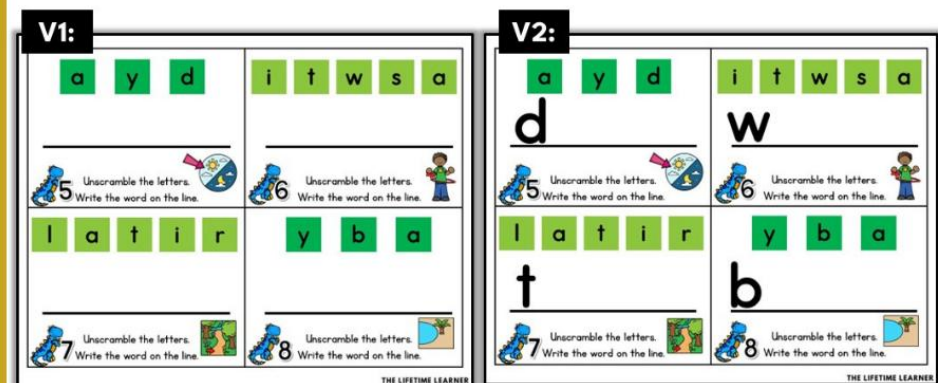 V1:
a y d
i t w s a
5 Unscramble the letters.
Write the word on the line.
6 Unscramble the letters.
Write the word on the line.
l a t i r
y b a
7 Unscramble the letters.
Write the word on the line.
8 Unscramble the letters.
Write the word on the line.
THE LIFETIME LEARNER
V2:
a y d
i t w s a
d
w
5 Unscramble the letters.
Write the word on the line.
6 Unscramble the letters.
Write the word on the line.
l a t i r
y b a
t
b
7 Unscramble the letters.
Write the word on the line.
8 Unscramble the letters.
Write the word on the line.
THE LIFETIME LEARNER